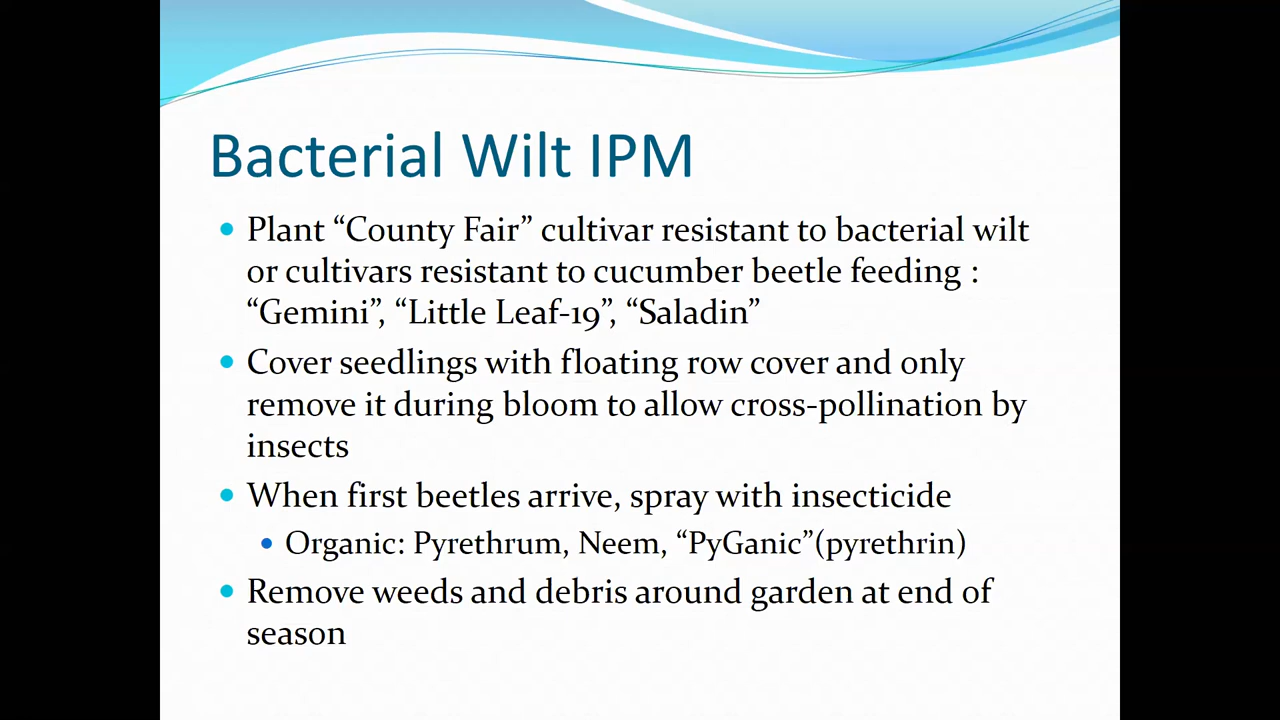 Bacterial Wilt IPM
• Plant “County Fair” cultivar resistant to bacterial wilt
or cultivars resistant to cucumber beetle feeding :
“Gemini”, “Little Leaf-19”, “Saladin”
• Cover seedlings with floating row cover and only
remove it during bloom to allow cross-pollination by
insects
• When first beetles arrive, spray with insecticide
• Organic: Pyrethrum, Neem, “PyGanic”(pyrethrin)
• Remove weeds and debris around garden at end of
season